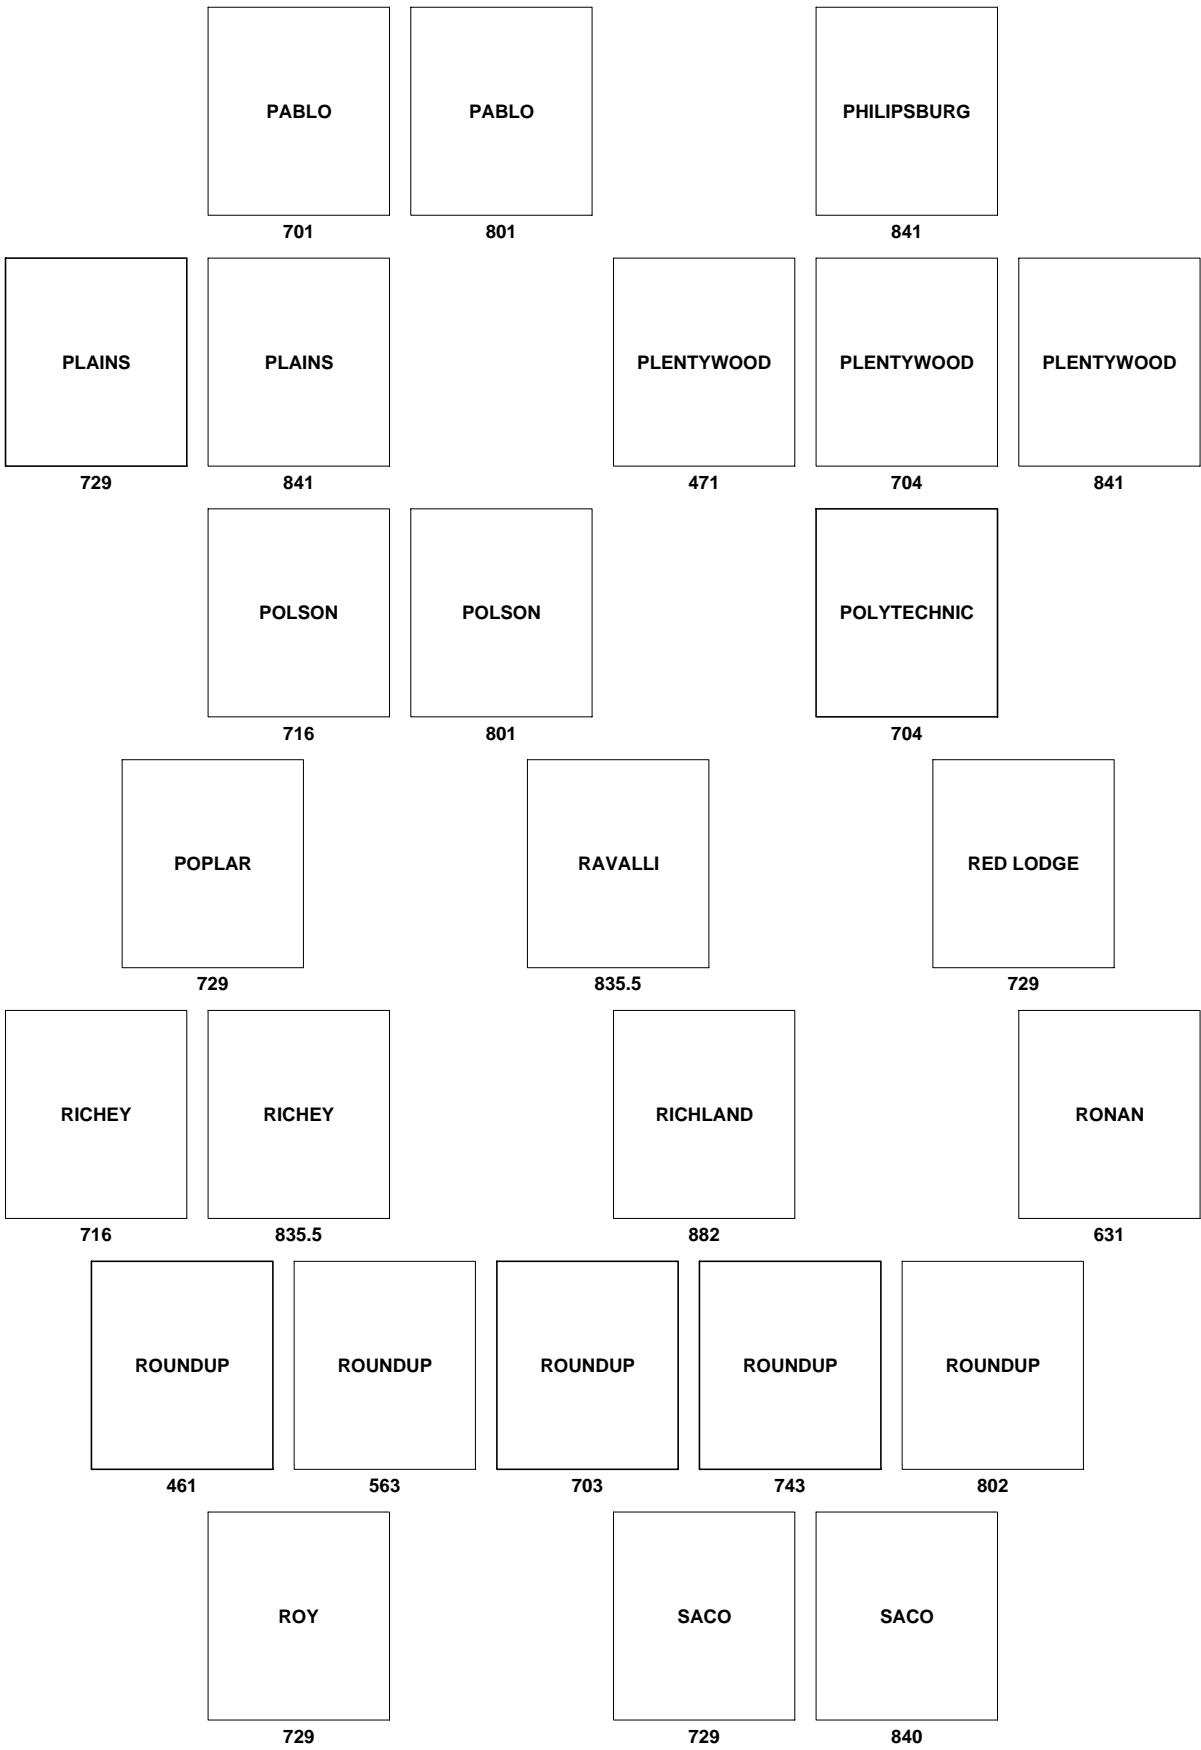 PABLO PABLO PHILIPSBURG
701 801 841
PLAINS PLAINS PLENTYWOOD PLENTYWOOD PLENTYWOOD
729 841 471 704 841
POLSON POLSON POLYTECHNIC
716 801 704
POPLAR RAVALLI RED LODGE
729 835.5 729
RICHEY RICHEY RICHLAND RONAN
716 835.5 882 631
ROUNDUP ROUNDUP ROUNDUP ROUNDUP ROUNDUP
461 563 703 743 802
ROY SACO SACO
729 729 840